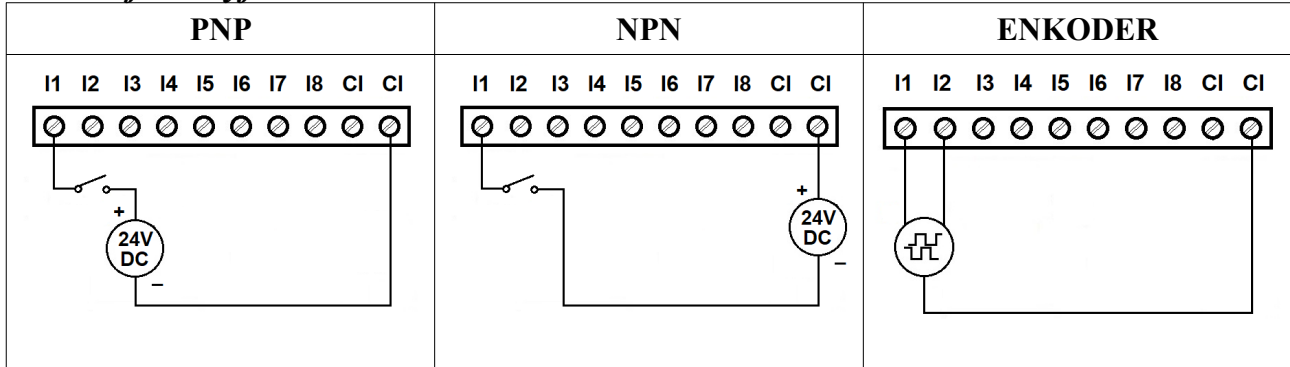 PNP
I1 I2 I3 I4 I5 I6 I7 I8 CI CI
+
24V
DC
–
NPN
I1 I2 I3 I4 I5 I6 I7 I8 CI CI
+
24V
DC
–
ENKODER
I1 I2 I3 I4 I5 I6 I7 I8 CI CI